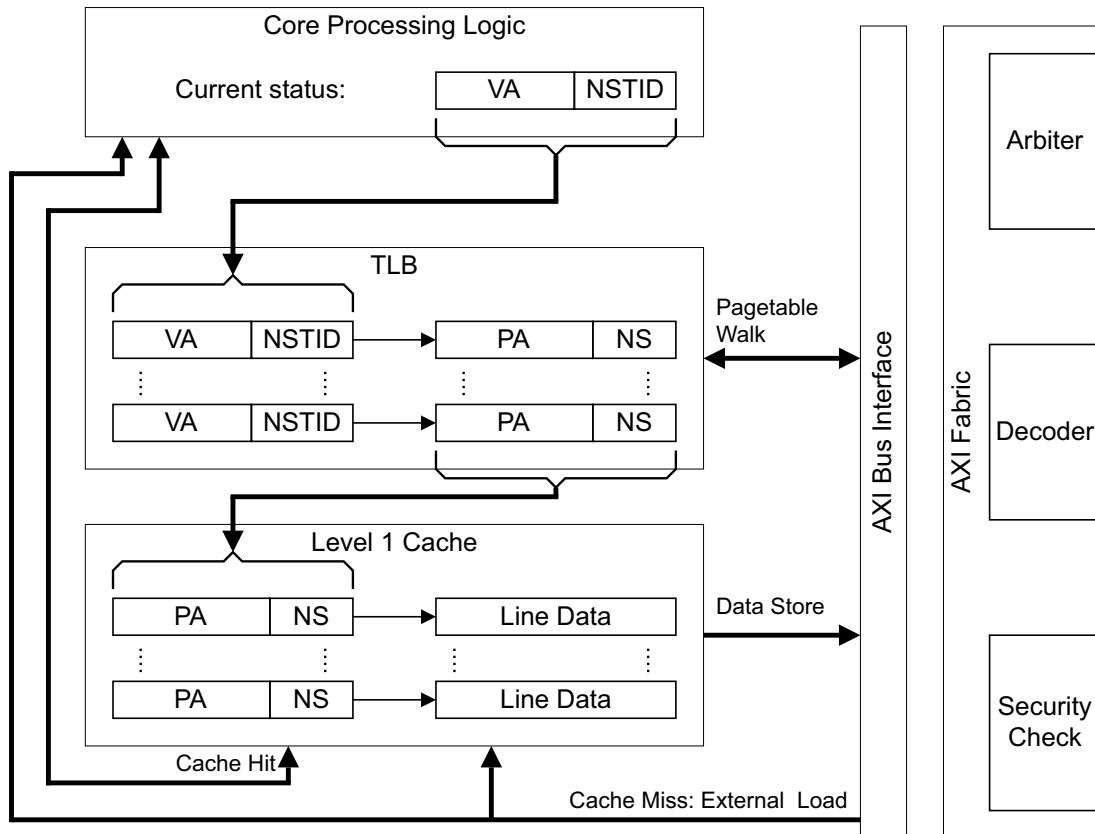 Core Processing Logic
Current status:
VA NSTID
TLB
VA NSTID PA NS
VA NSTID PA NS
Pagetable
Walk
Level 1 Cache
PA NS Line Data
PA NS Line Data
Data Store
Cache Hit
Cache Miss: External Load
AXI Bus Interface
AXI Fabric
Arbiter
Decoder
Security
Check